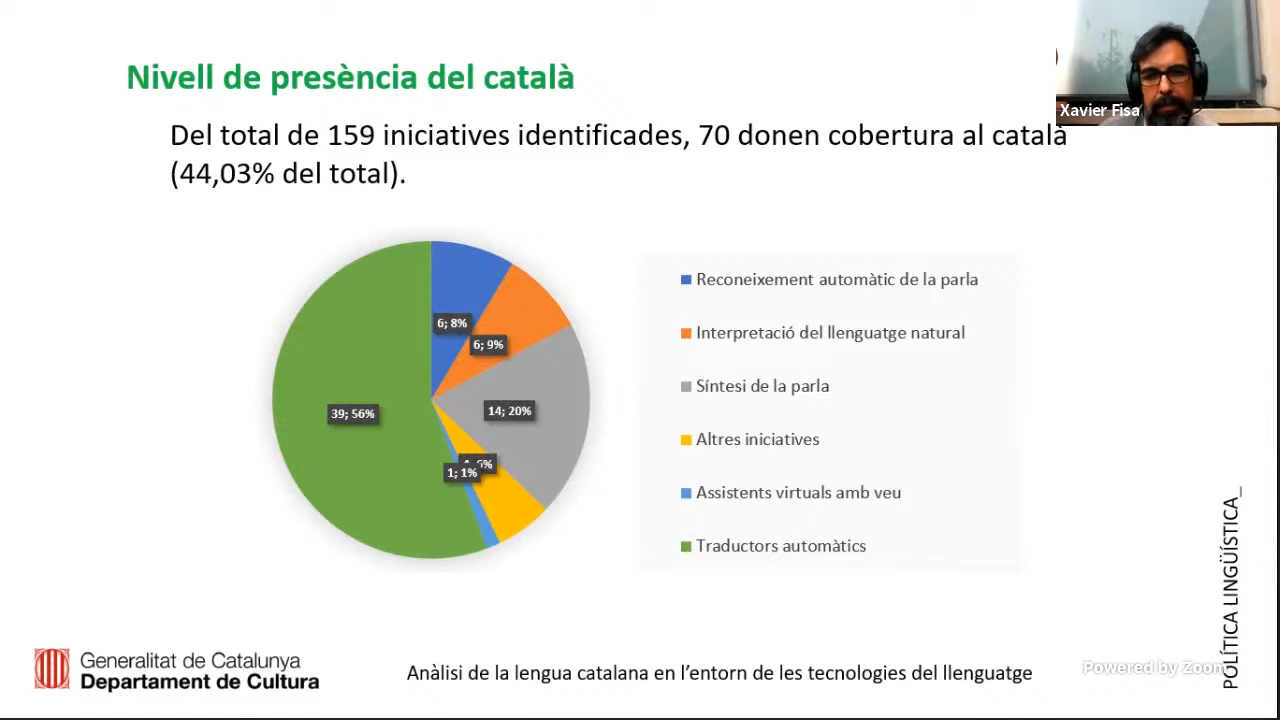 Nivell de presència del català
Xavier Fisa
Del total de 159 iniciatives identificades, 70 donen cobertura al català
(44,03% del total).
6; 8%
6; 9%
14; 20%
39; 56%
1; 1%
Reconeixement automàtic de la parla
Interpretació del llenguatge natural
Síntesi de la parla
Altres iniciatives
Assistents virtuals amb veu
Traductors automàtics
POLÍTICA LINGÜÍSTICA_
Generalitat de Catalunya
Departament de Cultura
Anàlisi de la lengua catalana en l’entorn de les tecnologies del llenguatge
Powered by Zoom